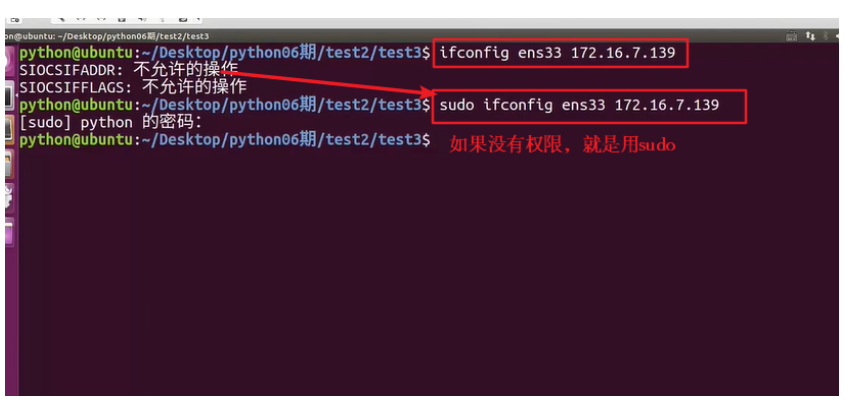 on@ubuntu: ~/Desktop/python06期/test2/test3
python@ubuntu:~/Desktop/python06期/test2/test3$ ifconfig ens33 172.16.7.139
SIOCSIFADDR: 不允许的操作
SIOCSIFFLAGS: 不允许的操作
python@ubuntu:~/Desktop/python06期/test2/test3$ sudo ifconfig ens33 172.16.7.139
[sudo] python 的密码：
python@ubuntu:~/Desktop/python06期/test2/test3$
如果没有权限，就是用sudo